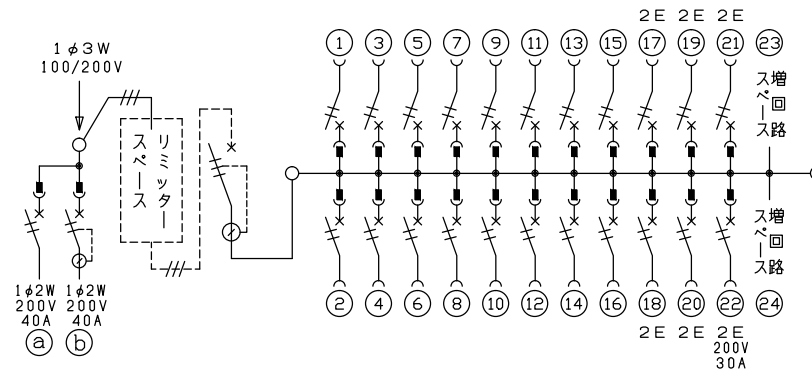 2E 2E 2E
① ③ ⑤ ⑦ ⑨ ⑪ ⑬ ⑮ ⑰ ⑲ ㉑ ㉓
1φ3W
100/200V
リミッター
スペース
増回路
スペース
増回路
スペース
1φ2W 1φ2W
200V 200V
40A 40A
ⓐ ⓑ
② ④ ⑥ ⑧ ⑩ ⑫ ⑭ ⑯ ⑱ ⑳ ㉒ ㉔
2E 2E 2E
200V
30A